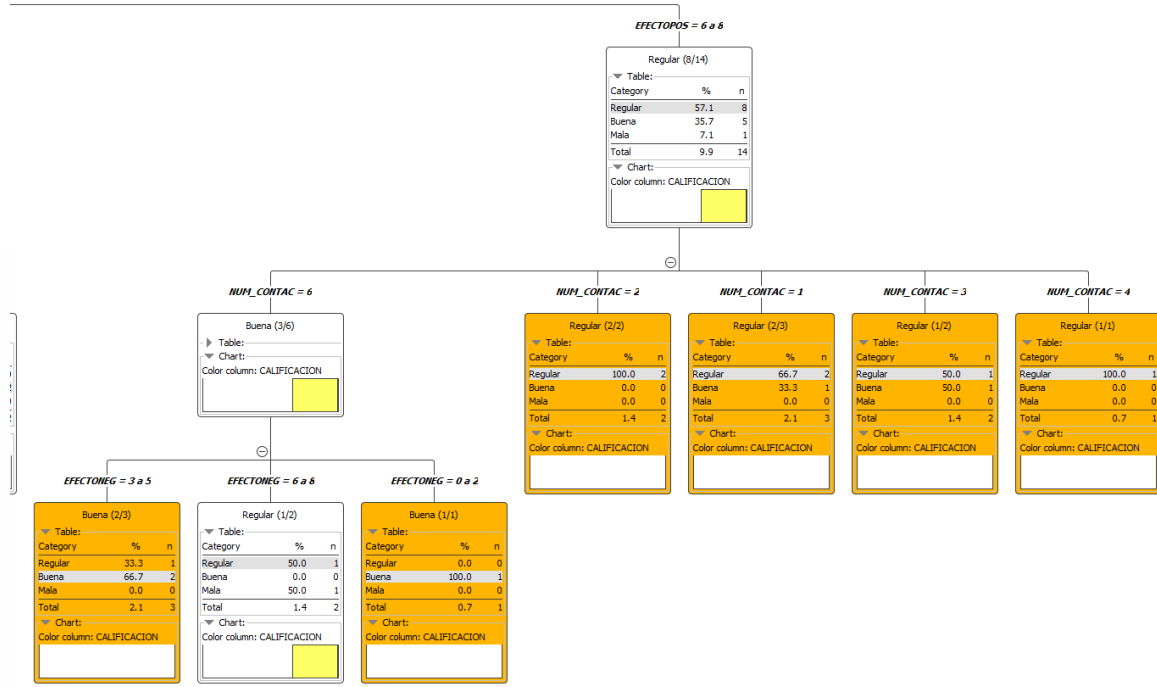 EFECTOPOS = 6 a 8
Regular (8/14)
Table:
Category % n
Regular 57.1 8
Buena 35.7 5
Mala 7.1 1
Total 9.9 14
Chart:
Color column: CALIFICACION
NUM_CONTAC = 6
Buena (3/6)
Table:
Chart:
Color column: CALIFICACION
NUM_CONTAC = 2
Regular (2/2)
Table:
Category % n
Regular 100.0 2
Buena 0.0 0
Mala 0.0 0
Total 1.4 2
Chart:
Color column: CALIFICACION
NUM_CONTAC = 1
Regular (2/3)
Table:
Category % n
Regular 66.7 2
Buena 33.3 1
Mala 0.0 0
Total 2.1 3
Chart:
Color column: CALIFICACION
NUM_CONTAC = 3
Regular (1/2)
Table:
Category % n
Regular 50.0 1
Buena 50.0 1
Mala 0.0 0
Total 1.4 2
Chart:
Color column: CALIFICACION
NUM_CONTAC = 4
Regular (1/1)
Table:
Category % n
Regular 100.0 1
Buena 0.0 0
Mala 0.0 0
Total 0.7 1
Chart:
Color column: CALIFICACION
EFECTONEG = 3 a 5
Buena (2/3)
Table:
Category % n
Regular 33.3 1
Buena 66.7 2
Mala 0.0 0
Total 2.1 3
Chart:
Color column: CALIFICACION
EFECTONEG = 6 a 8
Regular (1/2)
Table:
Category % n
Regular 50.0 1
Buena 0.0 0
Mala 50.0 1
Total 1.4 2
Chart:
Color column: CALIFICACION
EFECTONEG = 0 a 2
Buena (1/1)
Table:
Category % n
Regular 0.0 0
Buena 100.0 1
Mala 0.0 0
Total 0.7 1
Chart:
Color column: CALIFICACION